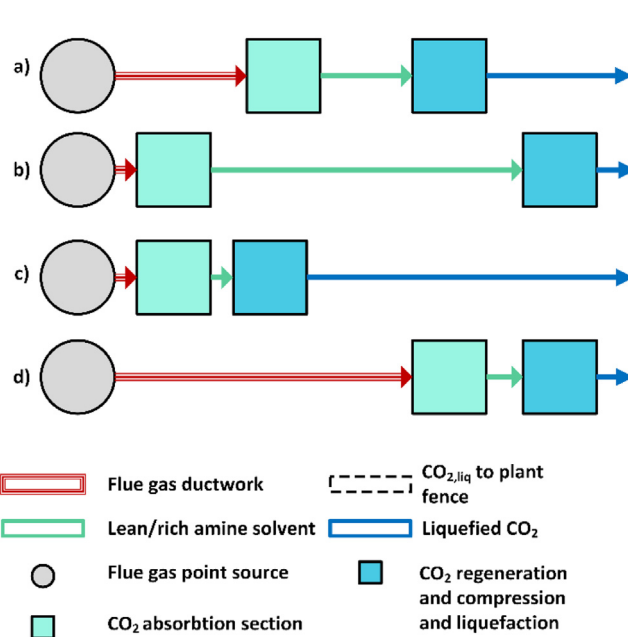 a)
b)
c)
d)
Flue gas ductwork
CO₂,liq to plant
fence
Lean/rich amine solvent
Liquefied CO₂
Flue gas point source
CO₂ regeneration
and compression
and liquefaction
CO₂ absorbtion section